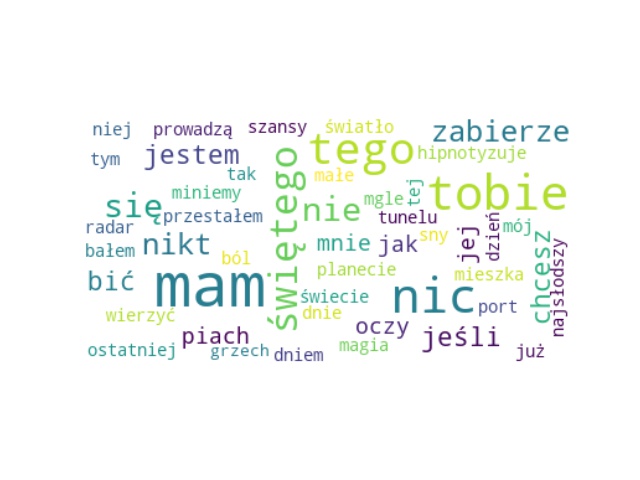 niej prowadzą szansy światło zabierze
tym jestem tego hipnotyzuje
tak małe
się miniemy świętego nie mgle tej tobie
radar przestałem tunelu dzień mój
bałem nikt ból mnie jak sny jej chcesz najsłodszy
bić mam planecie nic mieszka
świecie port
wierzyć dnie oczy
piach jeśli
ostatniej grzech dniem magia już